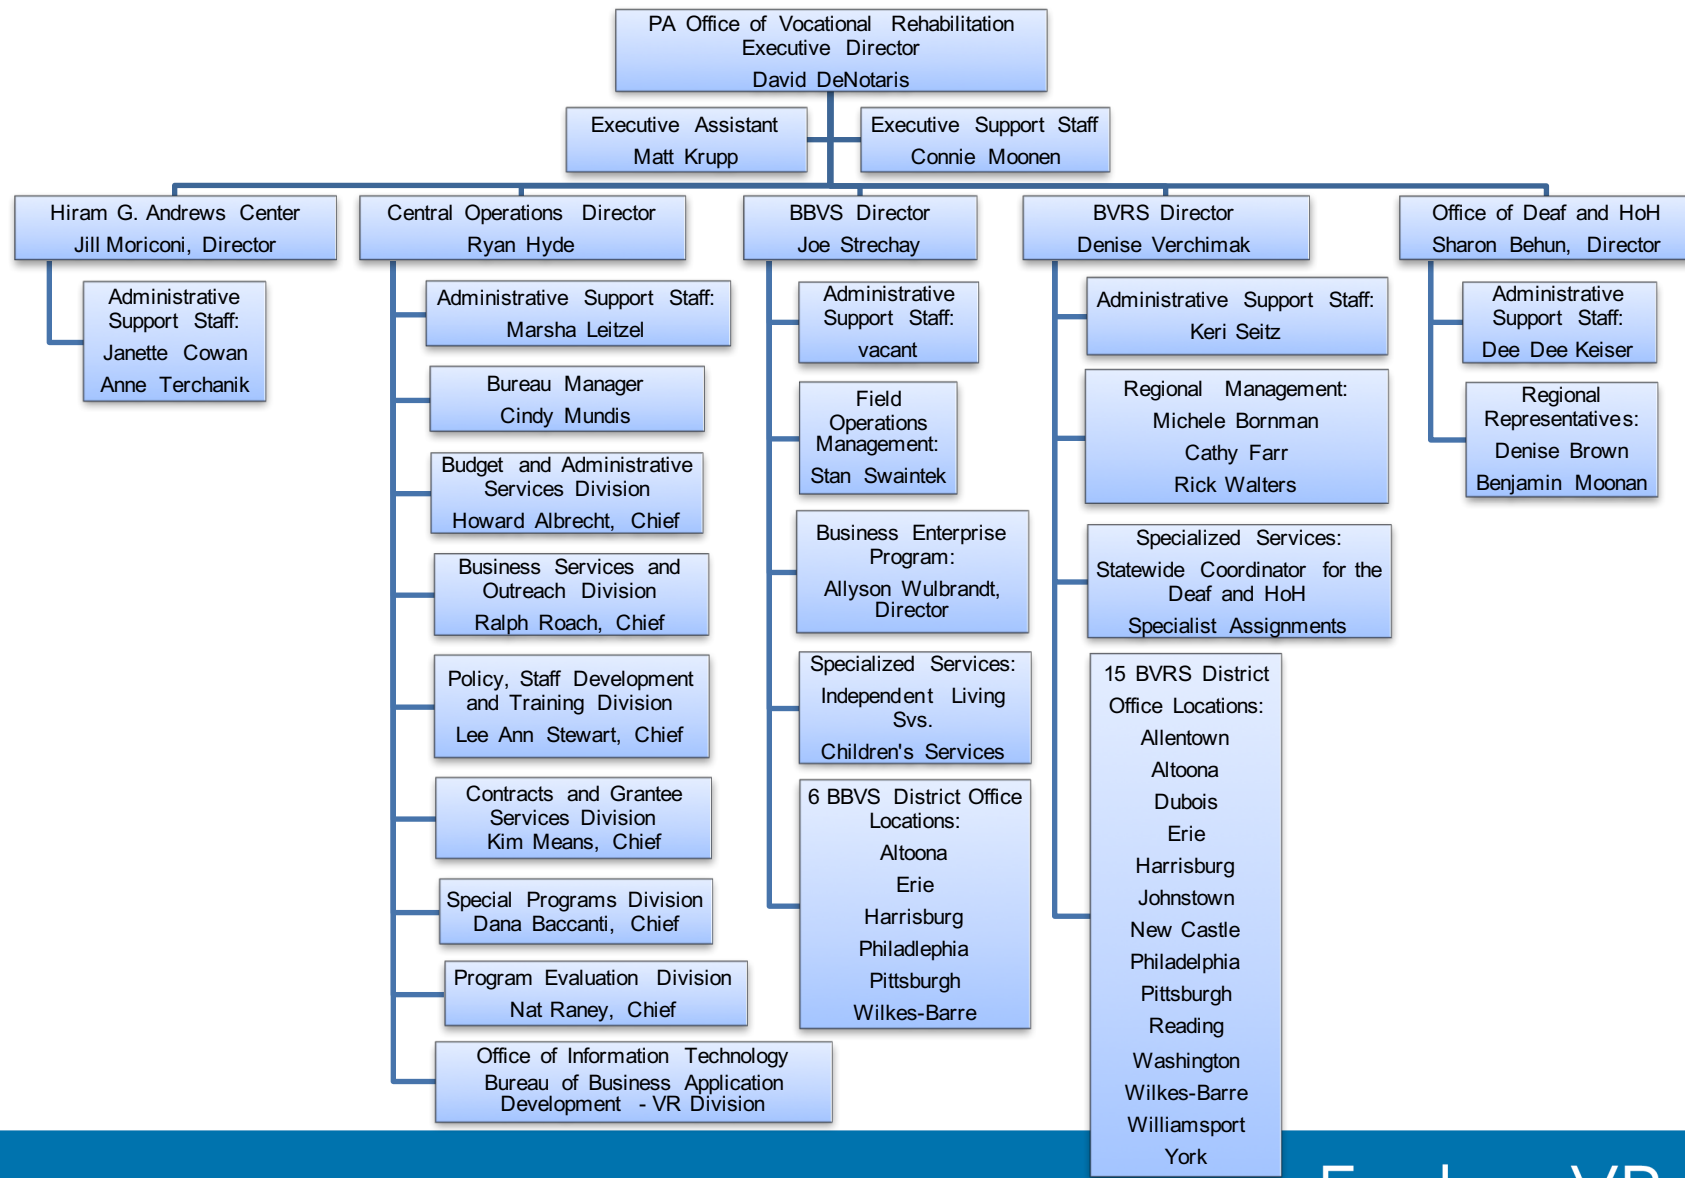 PA Office of Vocational Rehabilitation
Executive Director
David DeNotaris
Executive Assistant
Matt Krupp
Executive Support Staff
Connie Moonen
Hiram G. Andrews Center
Jill Moriconi, Director
Administrative
Support Staff:
Janette Cowan
Anne Terchanik
Central Operations Director
Ryan Hyde
Administrative Support Staff:
Marsha Leitzel
Bureau Manager
Cindy Mundis
Budget and Administrative
Services Division
Howard Albrecht, Chief
Business Services and
Outreach Division
Ralph Roach, Chief
Policy, Staff Development
and Training Division
Lee Ann Stewart, Chief
Contracts and Grantee
Services Division
Kim Means, Chief
Special Programs Division
Dana Baccanti, Chief
Program Evaluation Division
Nat Raney, Chief
Office of Information Technology
Bureau of Business Application
Development - VR Division
BBVS Director
Joe Strechay
Administrative
Support Staff:
vacant
Field
Operations
Management:
Stan Swaintek
Business Enterprise
Program:
Allyson Wulbrandt,
Director
Specialized Services:
Independent Living
Svs.
Children's Services
6 BBVS District Office
Locations:
Altoona
Erie
Harrisburg
Philadlephia
Pittsburgh
Wilkes-Barre
BVRS Director
Denise Verchimak
Administrative Support Staff:
Keri Seitz
Regional Management:
Michele Bornman
Cathy Farr
Rick Walters
Specialized Services:
Statewide Coordinator for the
Deaf and HoH
Specialist Assignments
15 BVRS District
Office Locations:
Allentown
Altoona
Dubois
Erie
Harrisburg
Johnstown
New Castle
Philadelphia
Pittsburgh
Reading
Washington
Wilkes-Barre
Williamsport
York
Office of Deaf and HoH
Sharon Behun, Director
Administrative
Support Staff:
Dee Dee Keiser
Regional
Representatives:
Denise Brown
Benjamin Moonan